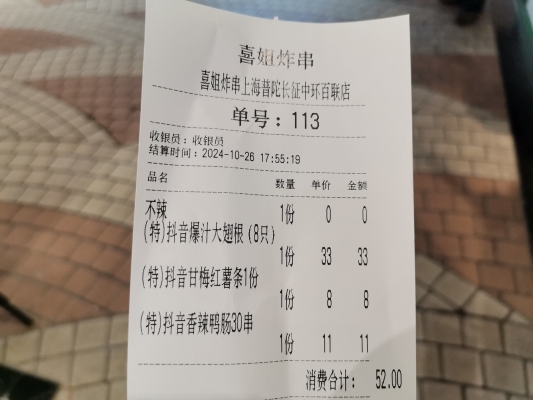 喜姐炸串
喜姐炸串上海普陀长征中环百联店
单号：113
收银员：收银员
结算时间：2024-10-26 17:55:19
品名 数量 单价 金额
不辣 1份 0 0
(特)抖音爆汁大翅根(8只)
1份 33 33
(特)抖音甘梅红薯条1份
1份 8 8
(特)抖音香辣鸭肠30串
1份 11 11
消费合计： 52.00